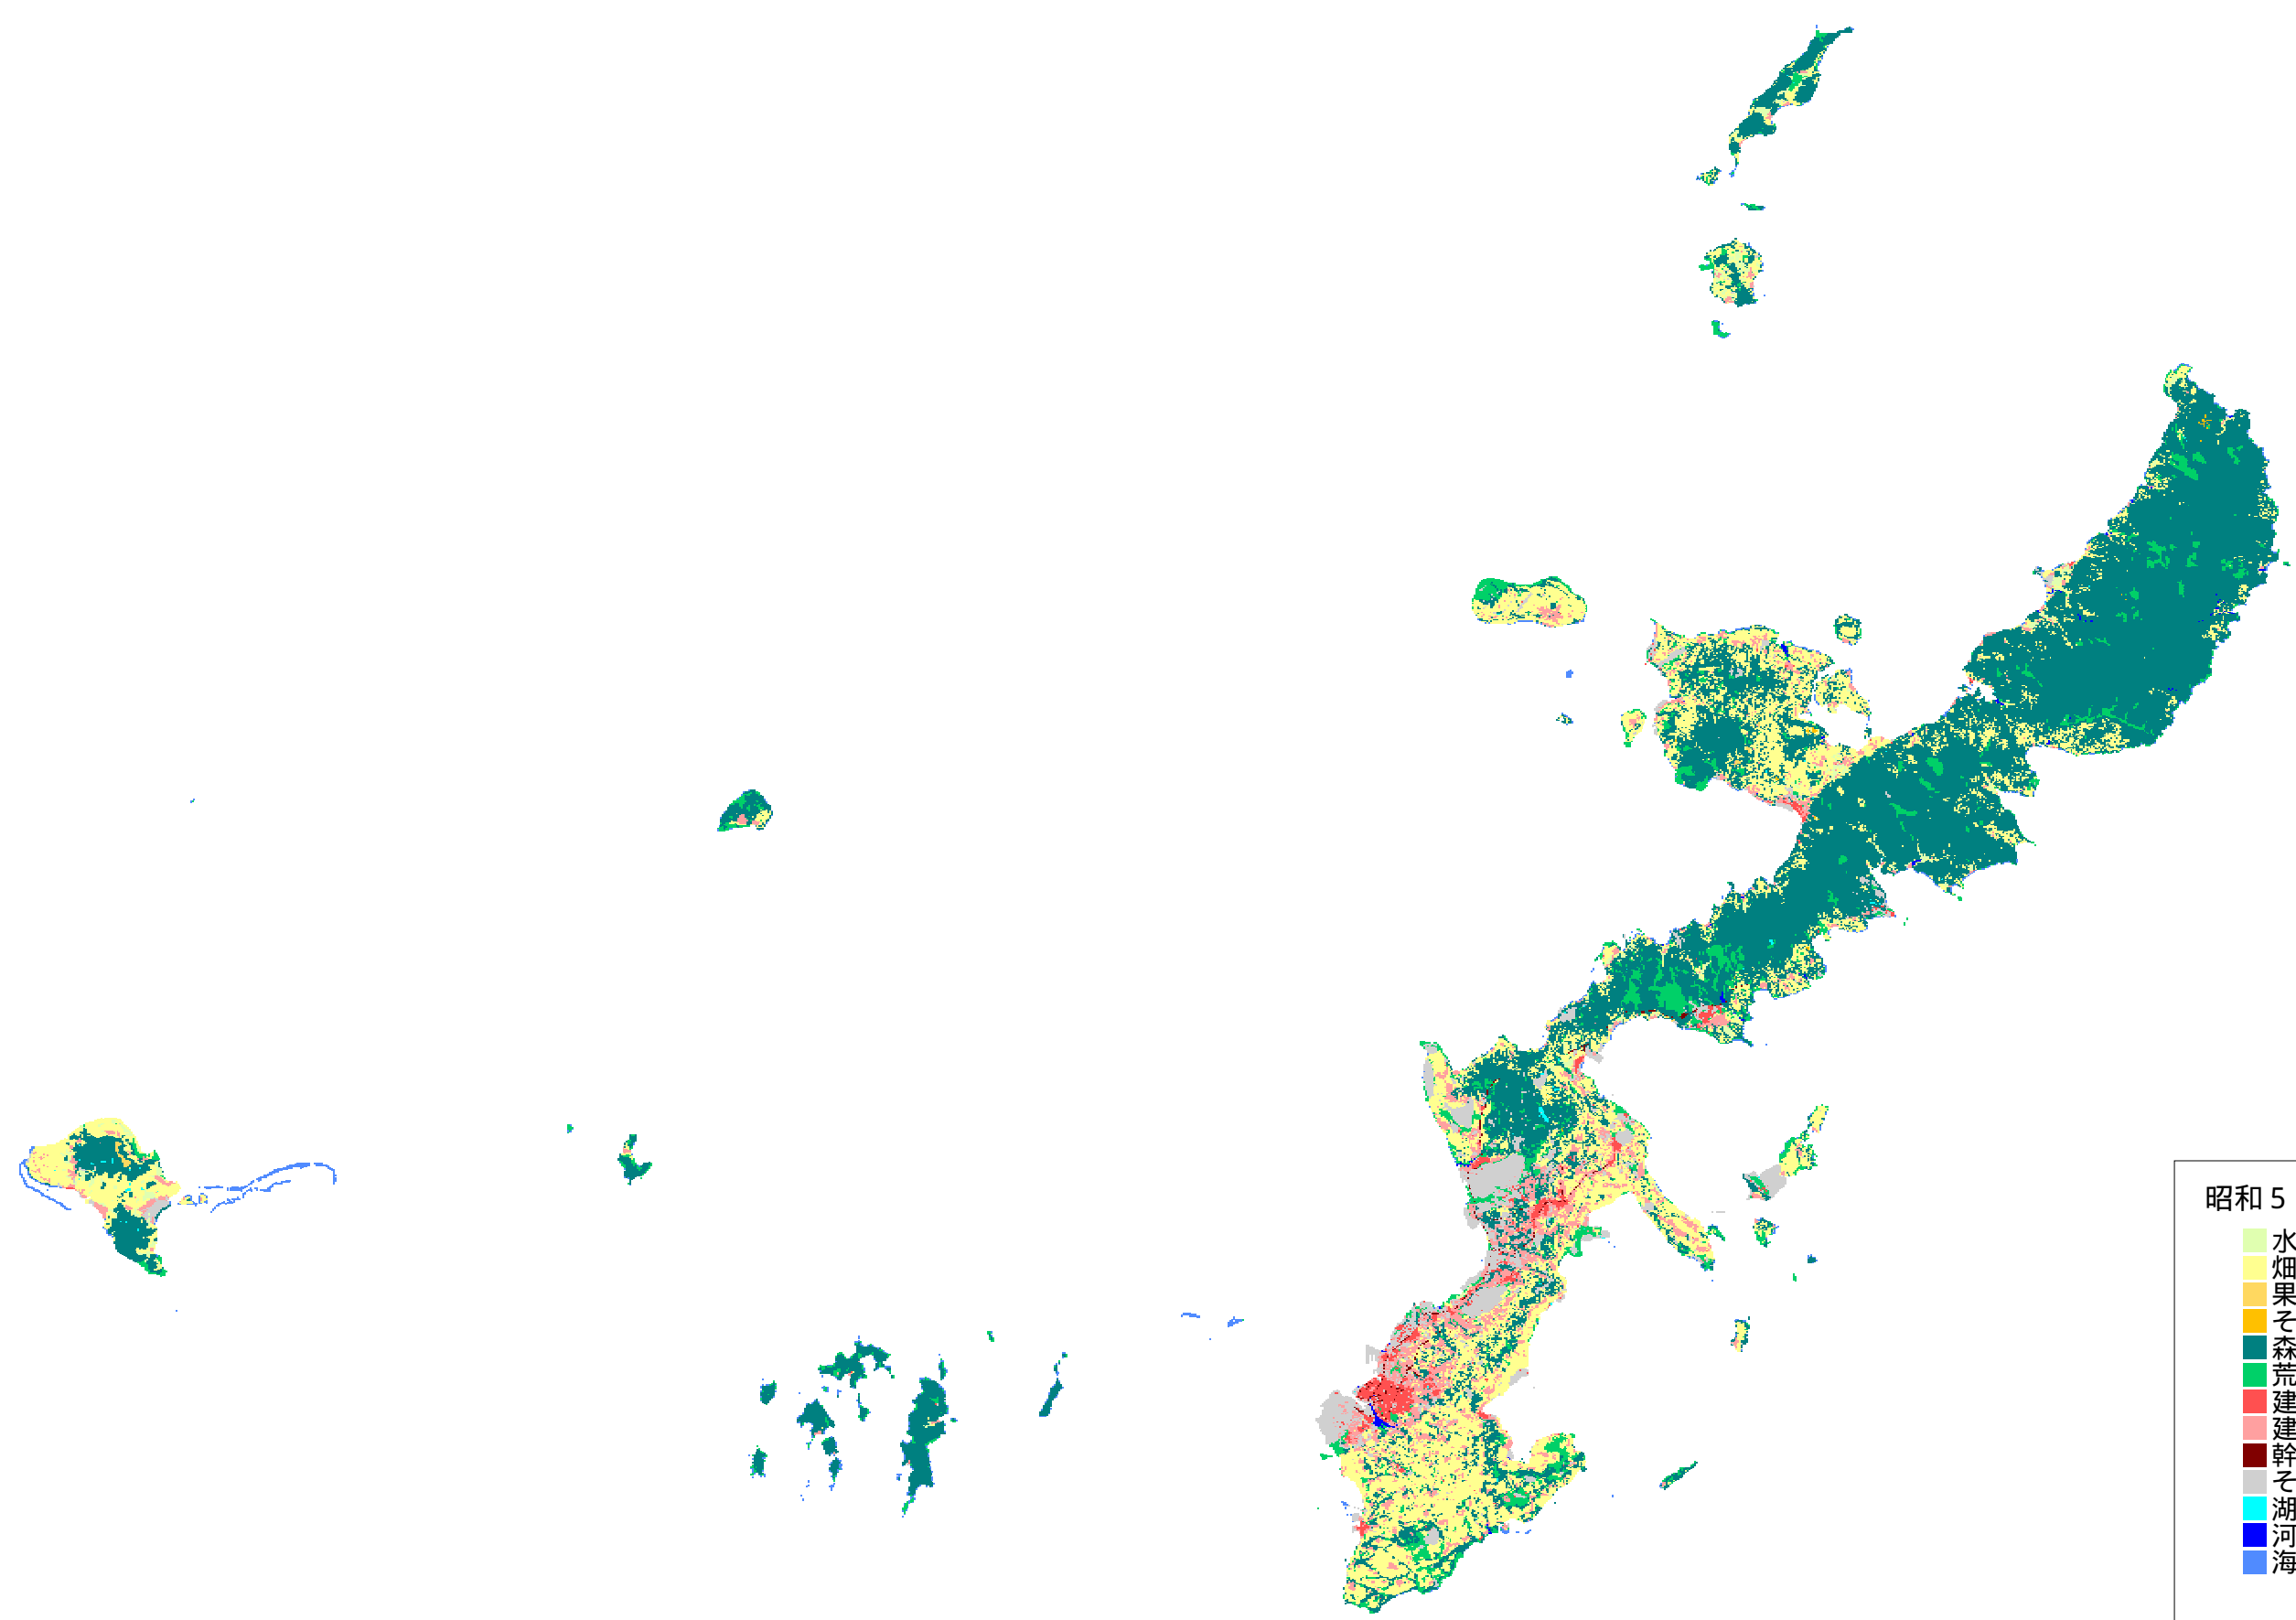 昭和５
水
畑
果
そ
森
荒
建
建
幹
そ
湖
河
海